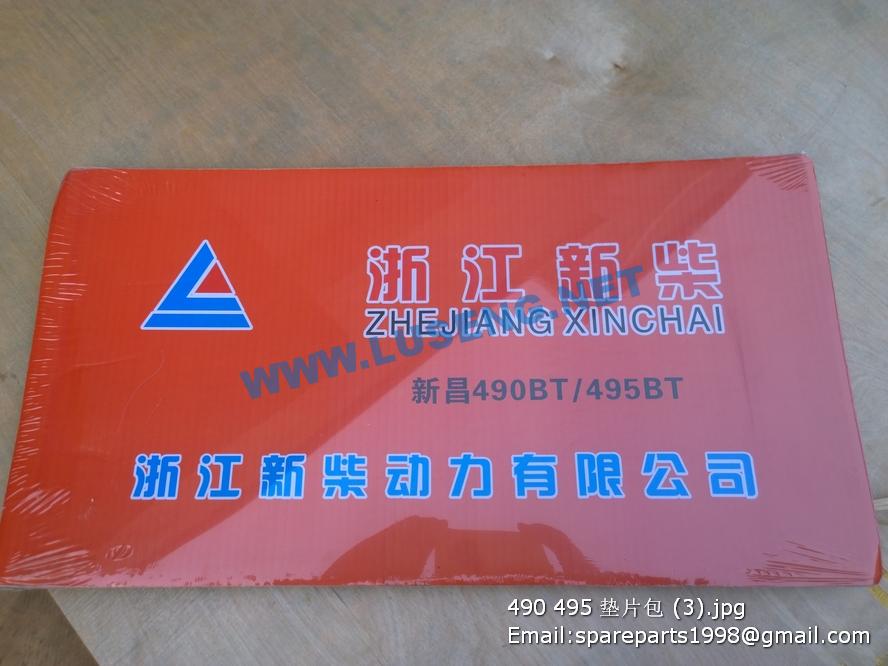 浙江新柴
ZHEJIANG XINCHAI
WWW.LUSENG.NET
新昌490BT/495BT
浙江新柴动力有限公司
490 495 垫片包 (3).jpg
Email:spareparts1998@gmail.com